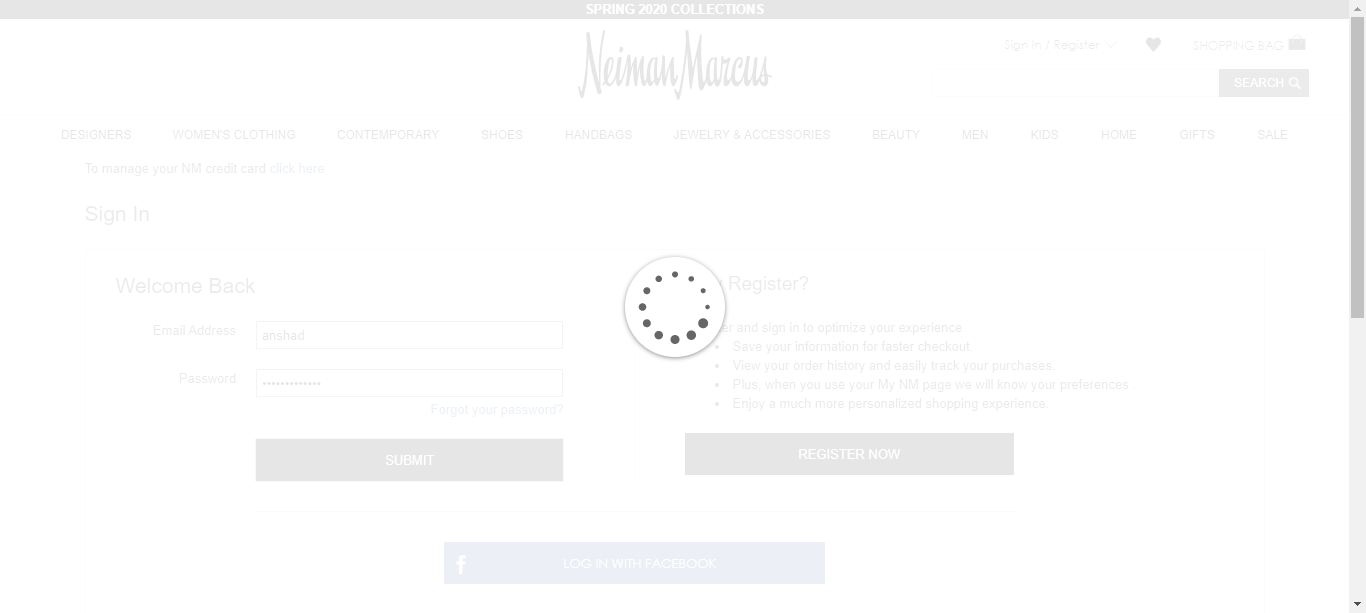 SPRING 2020 COLLECTIONS
Neiman Marcus
Sign In / Register
SHOPPING BAG
SEARCH
DESIGNERS WOMEN'S CLOTHING CONTEMPORARY SHOES HANDBAGS JEWELRY & ACCESSORIES BEAUTY MEN KIDS HOME GIFTS SALE
To manage your NM credit card click here
Sign In
Welcome Back
Email Address
anshad
Password
•••••••••••••
Forgot your password?
SUBMIT
Register?
and sign in to optimize your experience
• Save your information for faster checkout.
• View your order history and easily track your purchases.
• Plus, when you use your My NM page we will know your preferences
• Enjoy a much more personalized shopping experience.
REGISTER NOW
f LOG IN WITH FACEBOOK